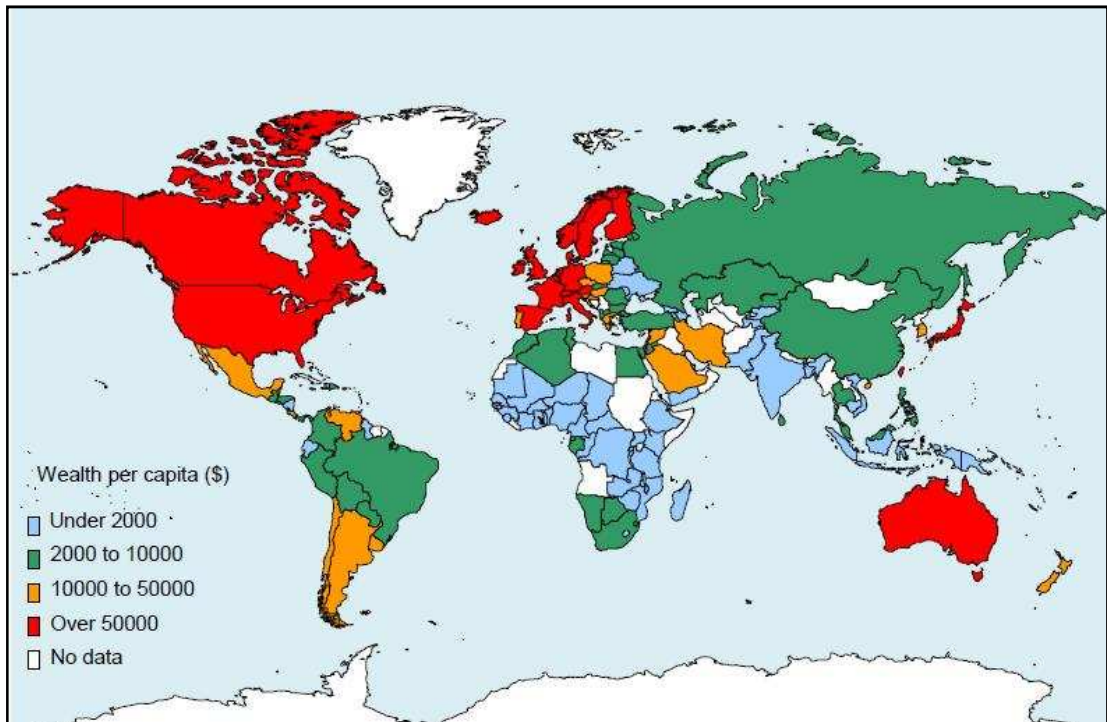 Wealth per capita ($)
Under 2000
2000 to 10000
10000 to 50000
Over 50000
No data